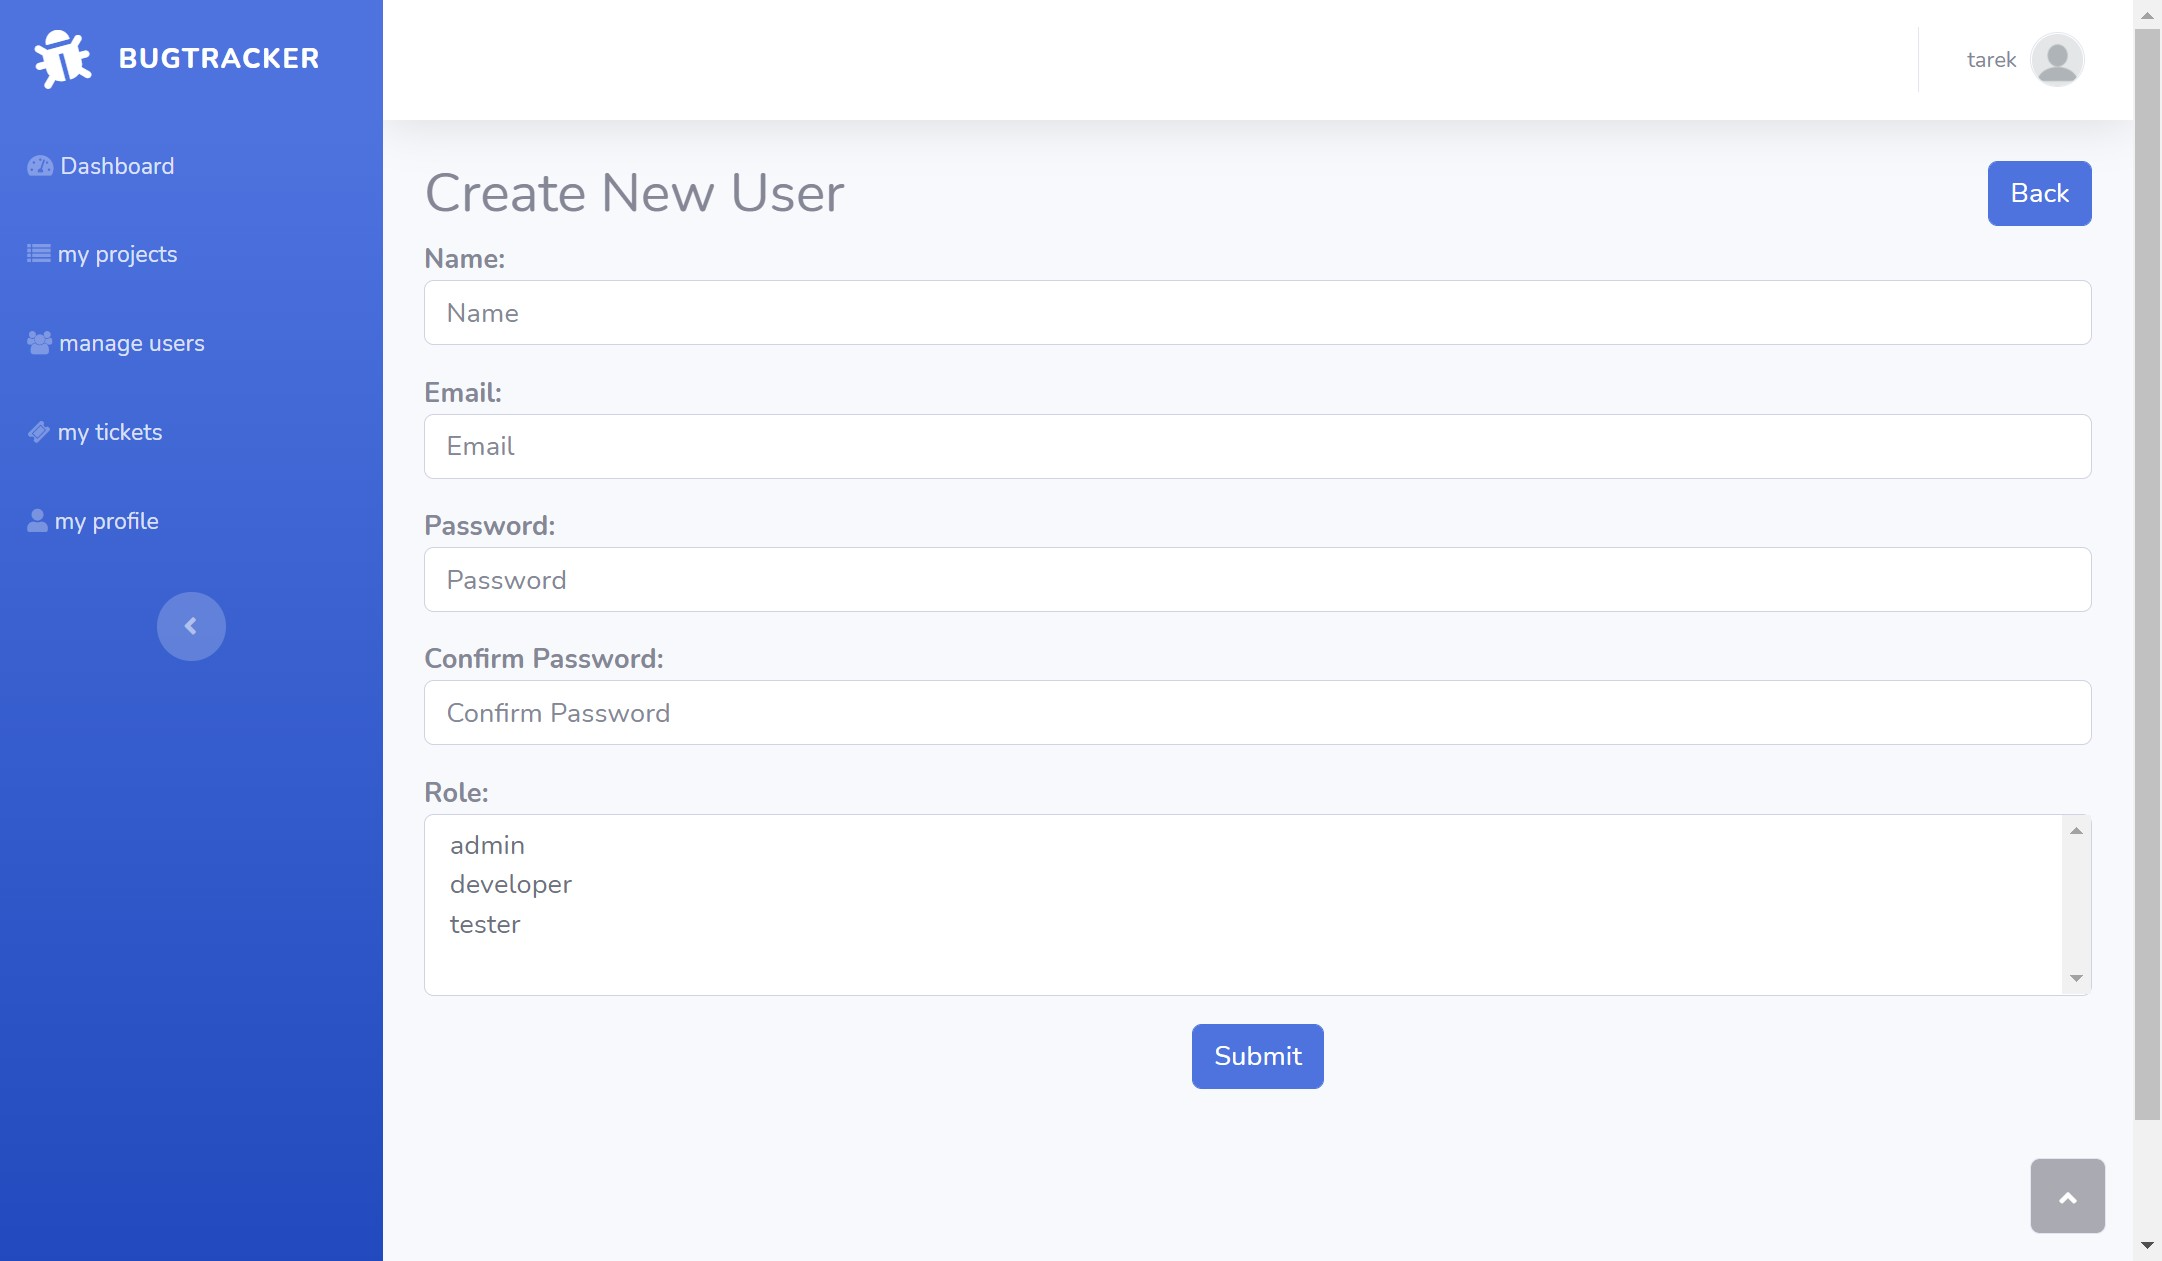 BUGTRACKER
Dashboard
my projects
manage users
my tickets
my profile
tarek
Create New User
Back
Name:
Name
Email:
Email
Password:
Password
Confirm Password:
Confirm Password
Role:
admin
developer
tester
Submit